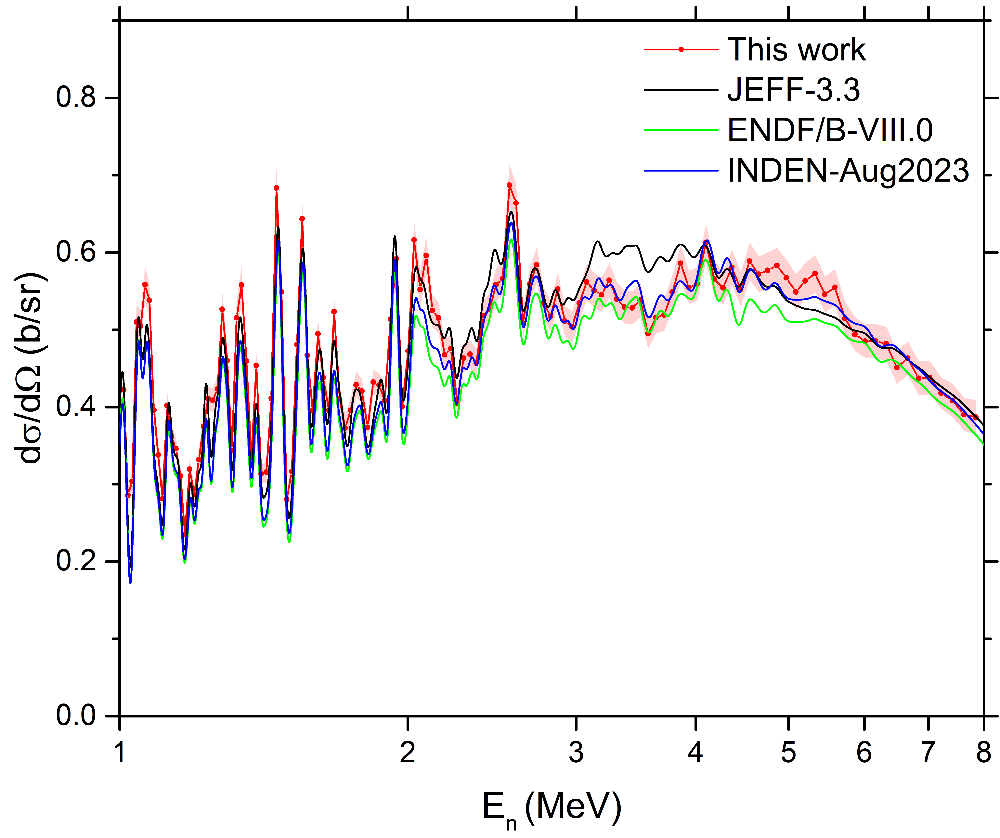 This work
JEFF-3.3
ENDF/B-VIII.0
INDEN-Aug2023
dσ/dΩ (b/sr)
0.8
0.6
0.4
0.2
0.0
1 2 3 4 5 6 7 8
En (MeV)